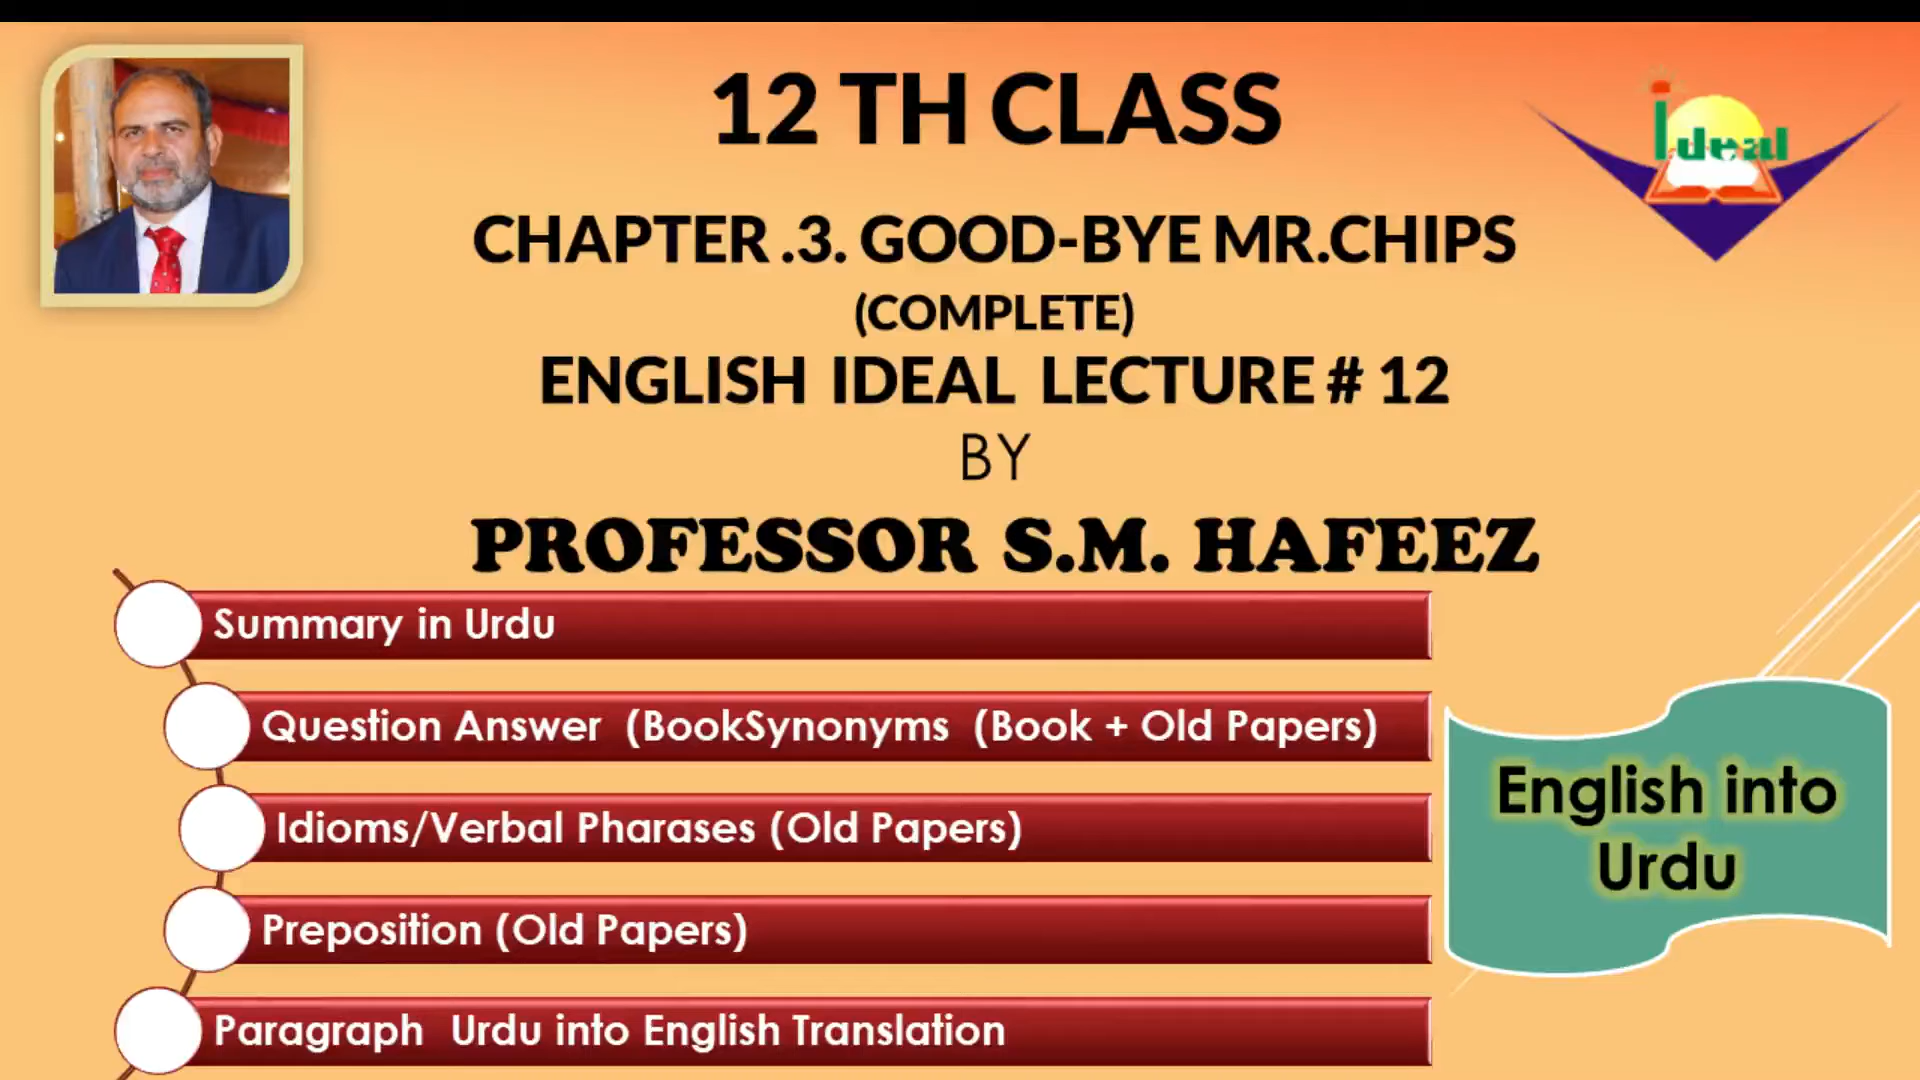 12 TH CLASS
Ideal
CHAPTER .3. GOOD-BYE MR.CHIPS
(COMPLETE)
ENGLISH IDEAL LECTURE # 12
BY
PROFESSOR S.M. HAFEEZ
Summary in Urdu
Question Answer (BookSynonyms (Book + Old Papers)
Idioms/Verbal Pharases (Old Papers)
Preposition (Old Papers)
Paragraph Urdu into English Translation
English into
Urdu